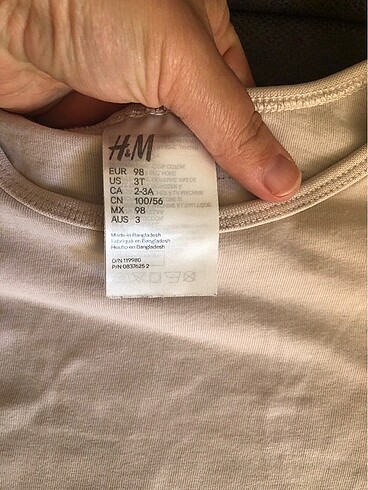 H&M
EUR 98
US 3T
CA 2-3A
CN 100/56
MX 98
AUS 3
Made in Bangladesh
Fabriqué en Bangladesh
Hecho en Bangladesh
O/N 119980
P/N 0837625 2